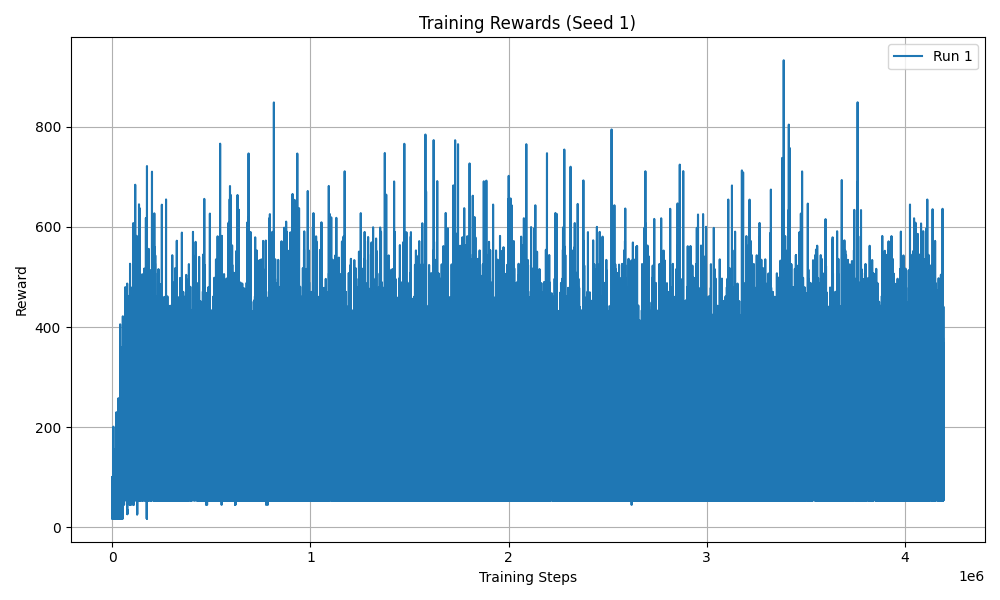 Training Rewards (Seed 1)
Run 1
Reward
800
600
400
200
0
0
1
2
3
4
1e6
Training Steps